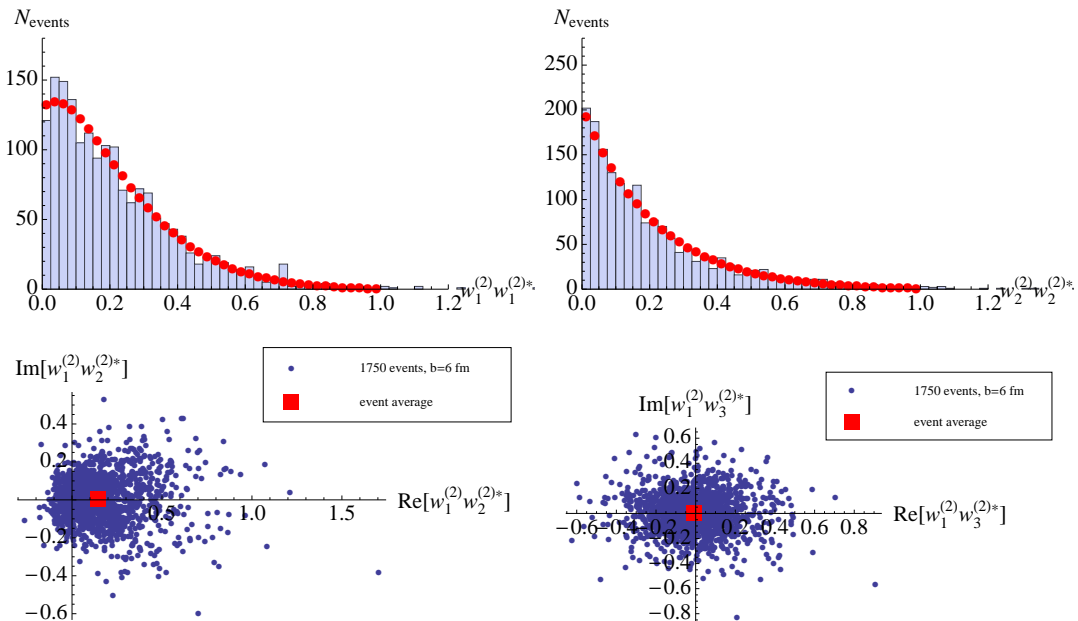 N_events
150
100
50
0
0.0 0.2 0.4 0.6 0.8 1.0 1.2
w_1^(2) w_1^(2)*
N_events
250
200
150
100
50
0
0.0 0.2 0.4 0.6 0.8 1.0 1.2
w_2^(2) w_2^(2)*
Im[w_1^(2) w_2^(2)*]
1750 events, b=6 fm
event average
0.4
0.2
−0.2
−0.4
−0.6
0.5 1.0 1.5
Re[w_1^(2) w_2^(2)*]
Im[w_1^(2) w_3^(2)*]
1750 events, b=6 fm
event average
0.6
0.4
0.2
−0.2
−0.4
−0.6
−0.8
−0.6 −0.4 −0.2 0.2 0.4 0.6 0.8
Re[w_1^(2) w_3^(2)*]